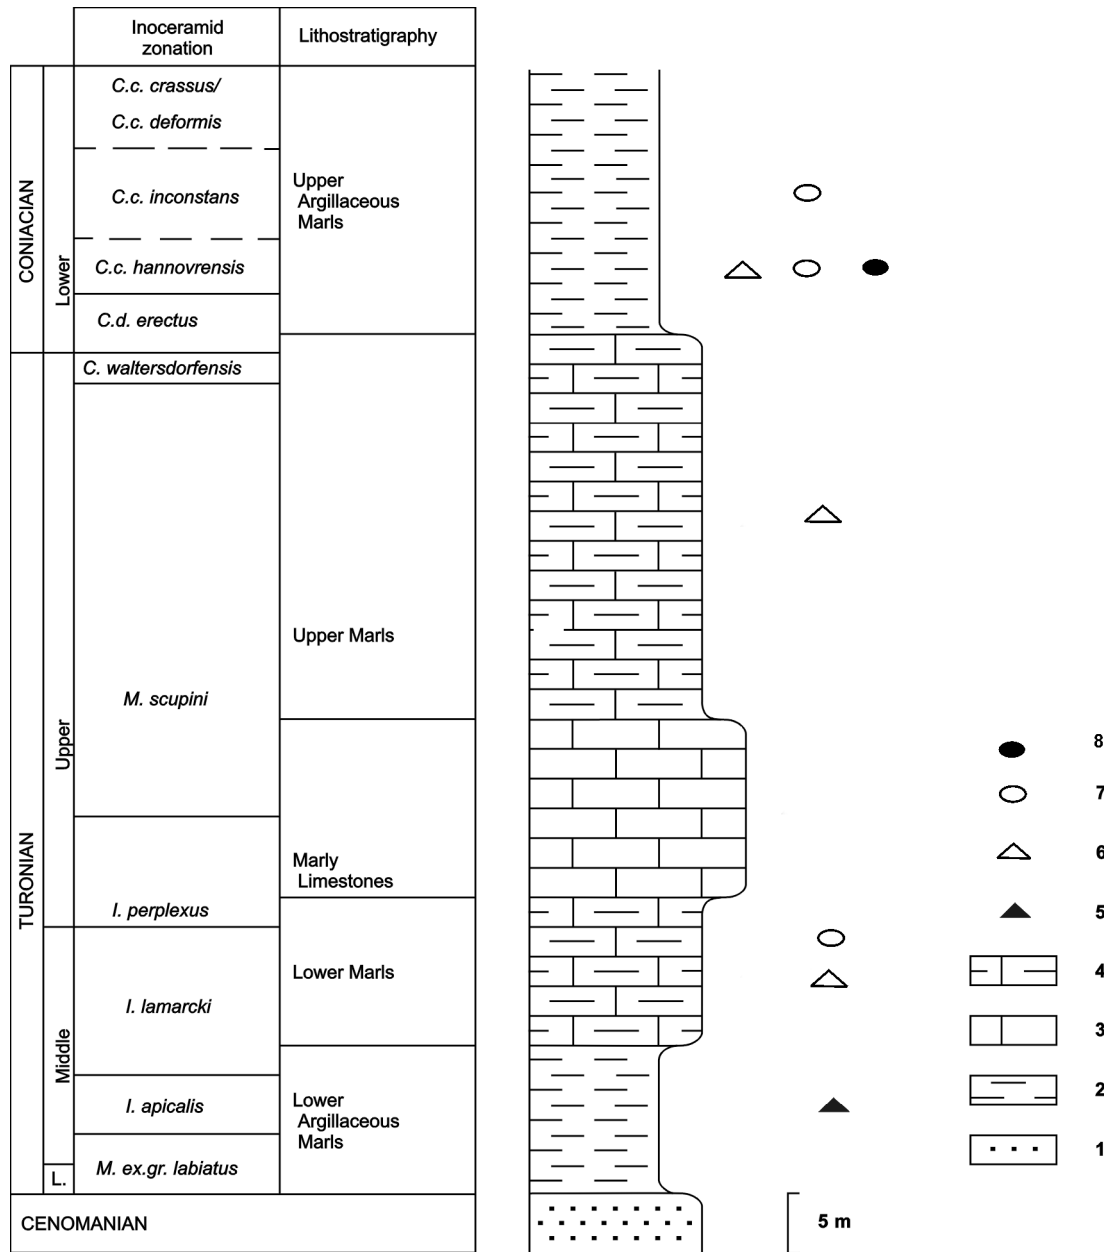 Inoceramid
zonation
Lithostratigraphy
CONIACIAN
Lower
C.c. crassus/
C.c. deformis
C.c. inconstans
C.c. hannovrensis
C.d. erectus
Upper
Argillaceous
Marls
TURONIAN
Upper
C. waltersdorfensis
M. scupini
I. perplexus
Upper Marls
Marly
Limestones
Middle
I. lamarcki
I. apicalis
M. ex.gr. labiatus
L.
Lower Marls
Lower
Argillaceous
Marls
CENOMANIAN
8
7
6
5
4
3
2
1
5 m